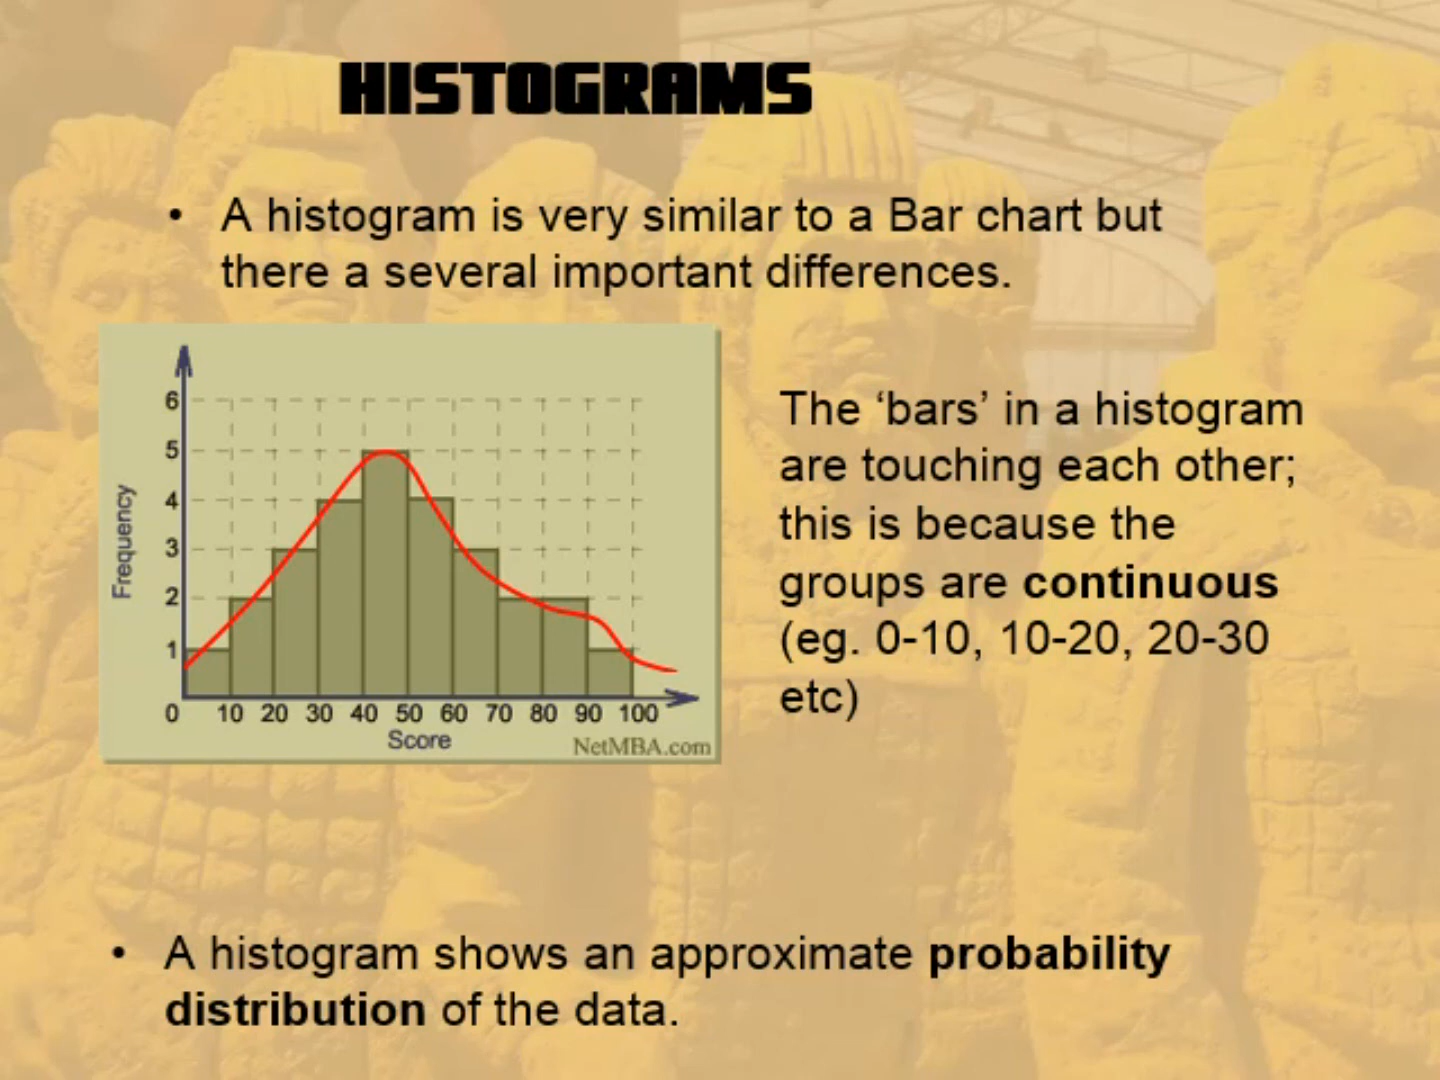 HISTOGRAMS
• A histogram is very similar to a Bar chart but
there a several important differences.
6
5
4
3
2
1
Frequency
0 10 20 30 40 50 60 70 80 90 100
Score
NetMBA.com
The ‘bars’ in a histogram
are touching each other;
this is because the
groups are continuous
(eg. 0-10, 10-20, 20-30
etc)
• A histogram shows an approximate probability
distribution of the data.